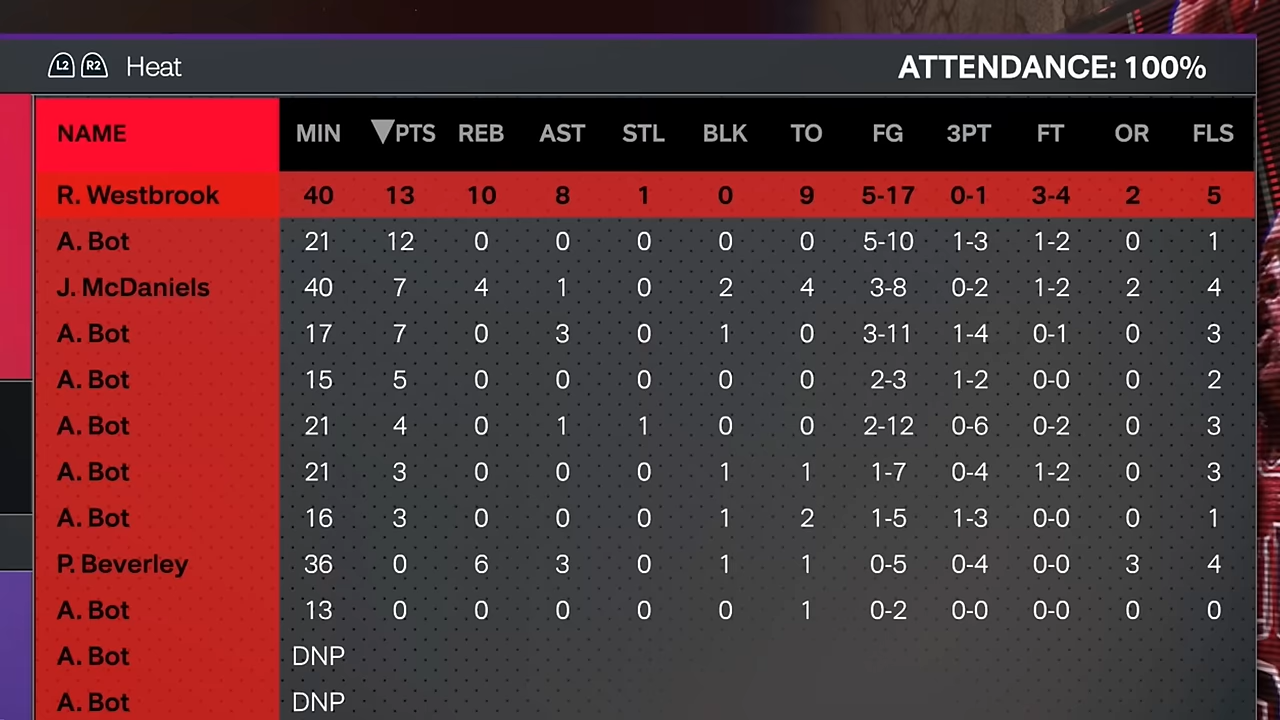 L2 R2 Heat ATTENDANCE: 100%
NAME MIN ▼PTS REB AST STL BLK TO FG 3PT FT OR FLS
R. Westbrook 40 13 10 8 1 0 9 5-17 0-1 3-4 2 5
A. Bot 21 12 0 0 0 0 0 5-10 1-3 1-2 0 1
J. McDaniels 40 7 4 1 0 2 4 3-8 0-2 1-2 2 4
A. Bot 17 7 0 3 0 1 0 3-11 1-4 0-1 0 3
A. Bot 15 5 0 0 0 0 0 2-3 1-2 0-0 0 2
A. Bot 21 4 0 1 1 0 0 2-12 0-6 0-2 0 3
A. Bot 21 3 0 0 0 1 1 1-7 0-4 1-2 0 3
A. Bot 16 3 0 0 0 1 2 1-5 1-3 0-0 0 1
P. Beverley 36 0 6 3 0 1 1 0-5 0-4 0-0 3 4
A. Bot 13 0 0 0 0 0 1 0-2 0-0 0-0 0 0
A. Bot DNP
A. Bot DNP